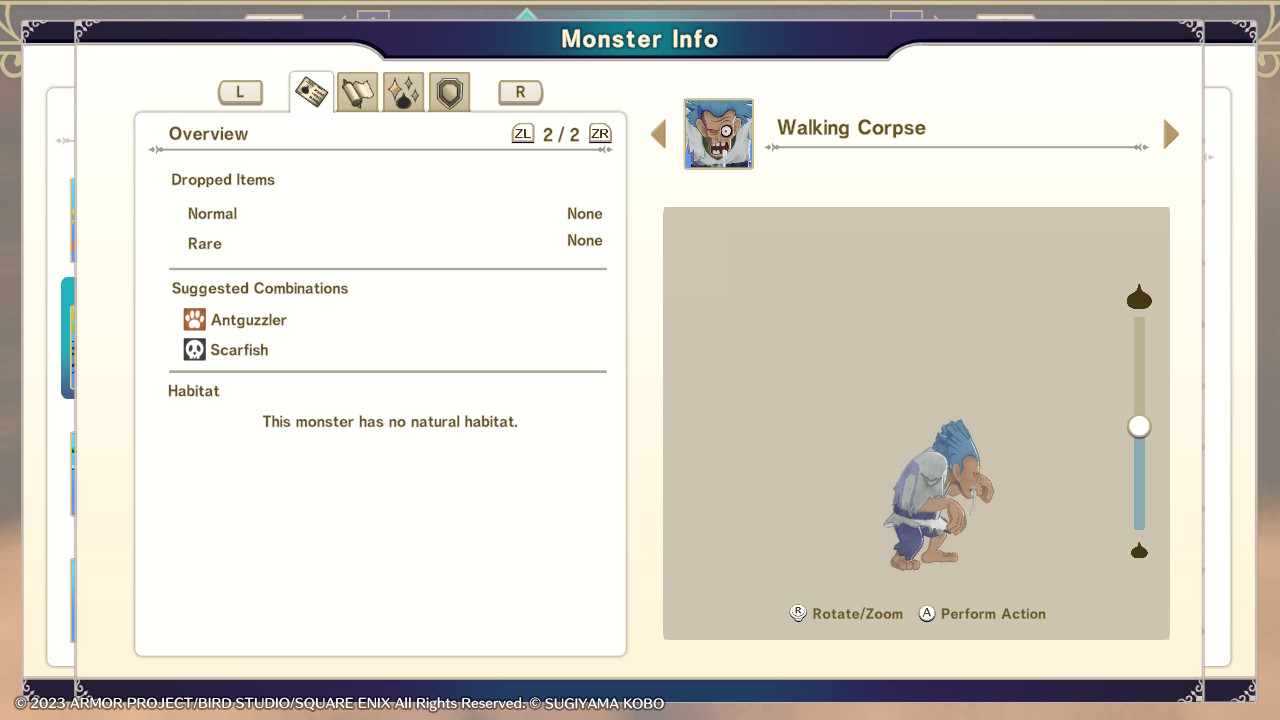 Monster Info
L
R
Overview
ZL 2 / 2 ZR
Dropped Items
Normal None
Rare None
Suggested Combinations
Antguzzler
Scarfish
Habitat
This monster has no natural habitat.
Walking Corpse
R Rotate/Zoom A Perform Action
© 2023 ARMOR PROJECT/BIRD STUDIO/SQUARE ENIX All Rights Reserved. © SUGIYAMA KOBO